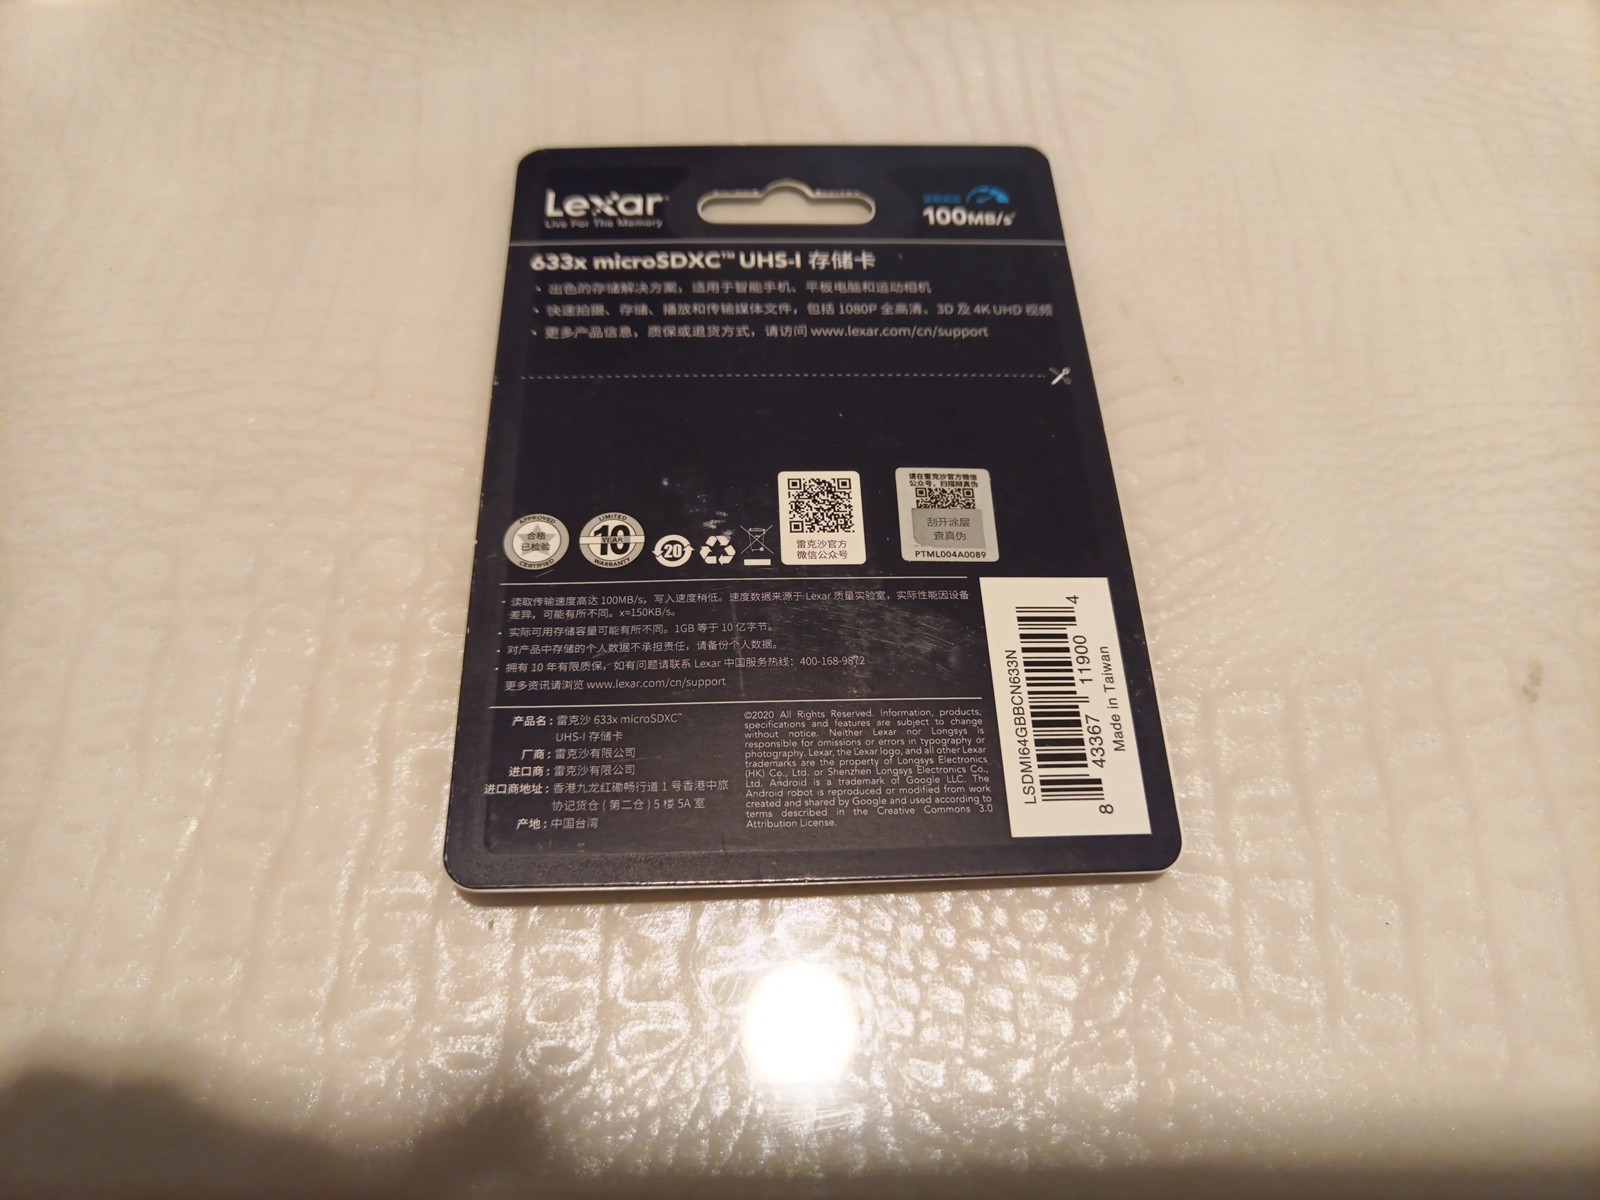 Lexar
Live For The Memory
100MB/s
633x microSDXC™ UHS-I 存储卡
出色的存储解决方案，适用于智能手机、平板电脑和运动相机
快速拍摄、存储、播放和传输媒体文件，包括 1080P 全高清、3D 及 4K UHD 视频
更多产品信息，质保或退货方式，请访问 www.lexar.com/cn/support
APPROVED
合格
已检验
CERTIFIED
LIMITED
10
YEAR
WARRANTY
20
雷克沙官方
微信公众号
请在雷克沙官方微信
公众号，扫描辩真伪
刮开涂层
查真伪
PTML004A0089
- 读取传输速度高达 100MB/s，写入速度稍低。速度数据来源于 Lexar 质量实验室，实际性能因设备
差异，可能有所不同。x=150KB/s。
- 实际可用存储容量可能有所不同。1GB 等于 10 亿字节。
- 对产品中存储的个人数据不承担责任，请备份个人数据。
- 拥有 10 年有限质保，如有问题请联系 Lexar 中国服务热线：400-168-9872
更多资讯请浏览 www.lexar.com/cn/support
产品名：雷克沙 633x microSDXC™
UHS-I 存储卡
厂商：雷克沙有限公司
进口商：雷克沙有限公司
进口商地址：香港九龙红磡畅行道 1 号香港中旅
协记货仓 ( 第二仓 ) 5 楼 5A 室
产地：中国台湾
©2020 All Rights Reserved. Information, products,
specifications and features are subject to change
without notice. Neither Lexar nor Longsys is
responsible for omissions or errors in typography or
photography. Lexar, the Lexar logo, and all other Lexar
trademarks are the property of Longsys Electronics
(HK) Co., Ltd. or Shenzhen Longsys Electronics Co.,
Ltd. Android is a trademark of Google LLC. The
Android robot is reproduced or modified from work
created and shared by Google and used according to
terms described in the Creative Commons 3.0
Attribution License.
LSDMI64GBBCN633N
8 43367 11900 4
Made in Taiwan